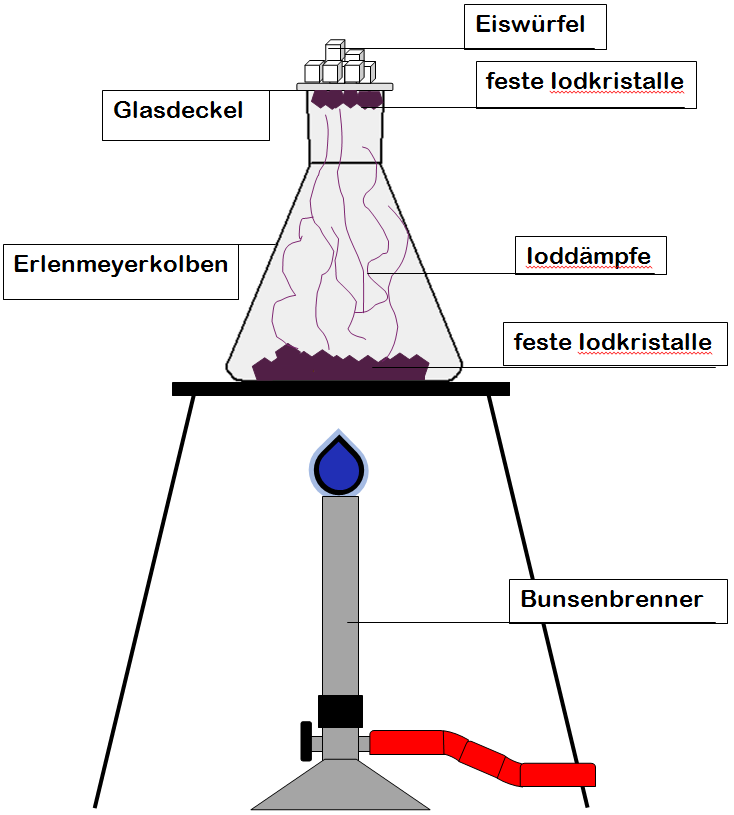 Eiswürfel
feste Iodkristalle
Glasdeckel
Erlenmeyerkolben
Ioddämpfe
feste Iodkristalle
Bunsenbrenner